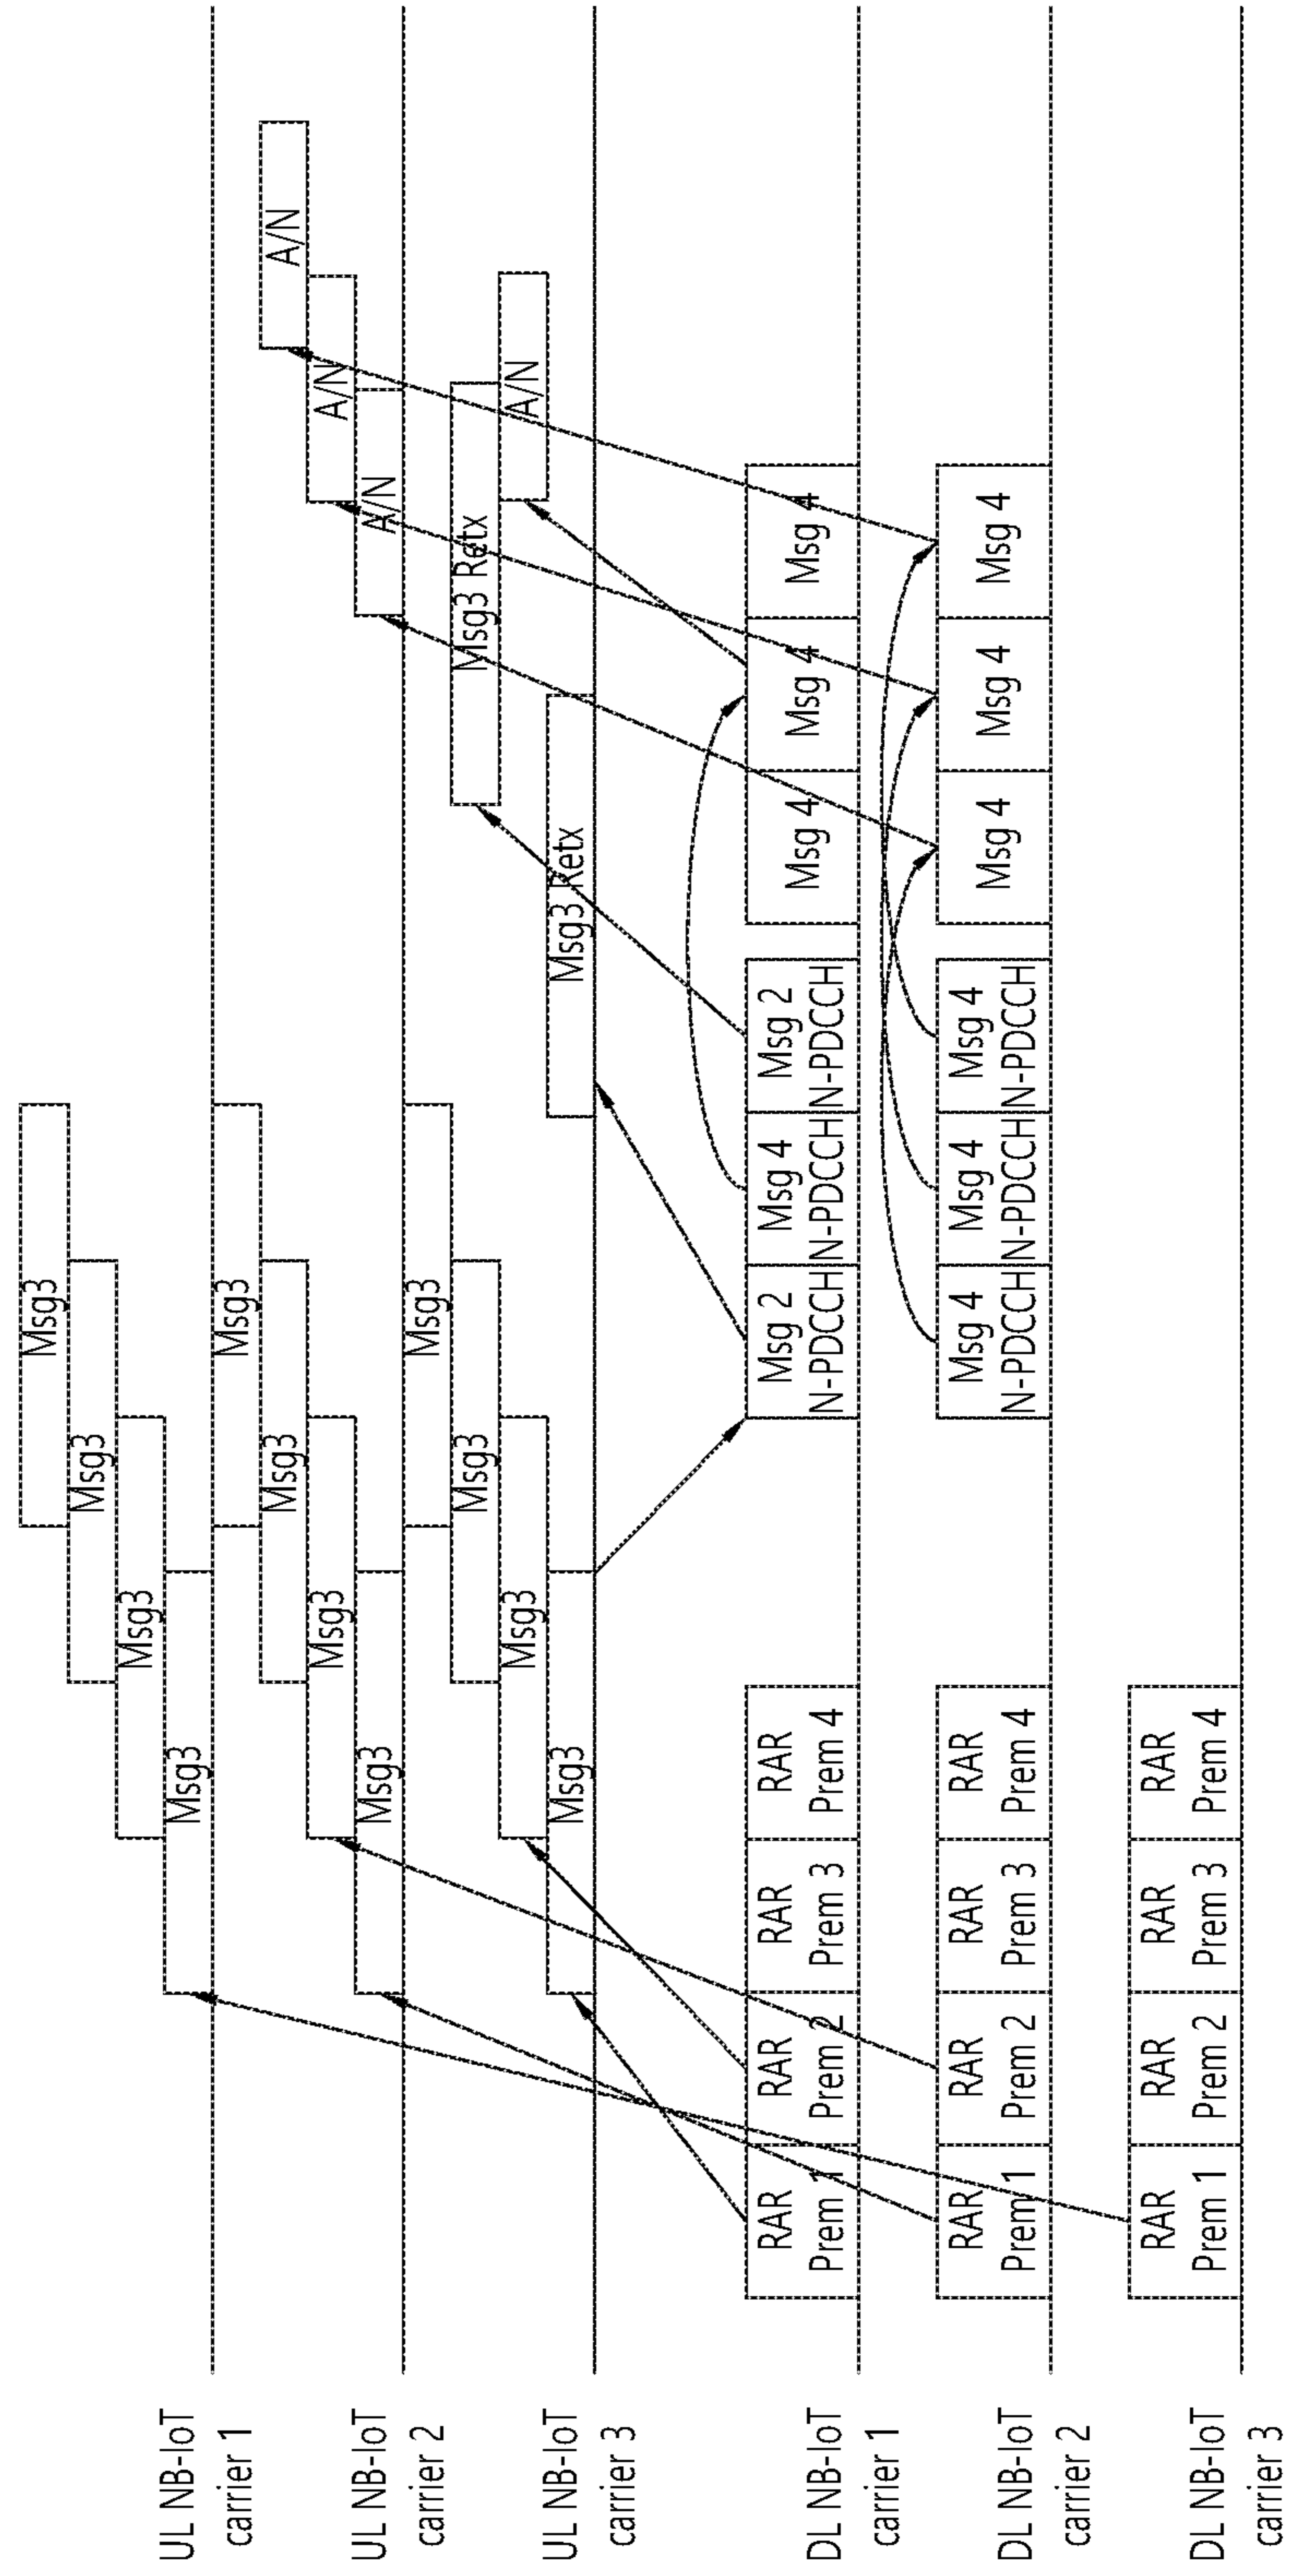 Msg3
Msg3
Msg3
Msg3
UL NB-IoT
carrier 1
A/N
A/N
A/N
Msg3
Msg3
Msg3
Msg3
UL NB-IoT
carrier 2
Msg3
Msg3
Msg3
Msg3
Msg3 Retx
Msg3 Retx
A/N
UL NB-IoT
carrier 3
RAR
Prem 1
RAR
Prem 2
RAR
Prem 3
RAR
Prem 4
Msg 2
N-PDCCH
Msg 4
N-PDCCH
Msg 2
N-PDCCH
Msg 4
Msg 4
Msg 4
DL NB-IoT
carrier 1
RAR
Prem 1
RAR
Prem 2
RAR
Prem 3
RAR
Prem 4
Msg 4
N-PDCCH
Msg 4
N-PDCCH
Msg 4
N-PDCCH
Msg 4
Msg 4
Msg 4
DL NB-IoT
carrier 2
RAR
Prem 1
RAR
Prem 2
RAR
Prem 3
RAR
Prem 4
DL NB-IoT
carrier 3